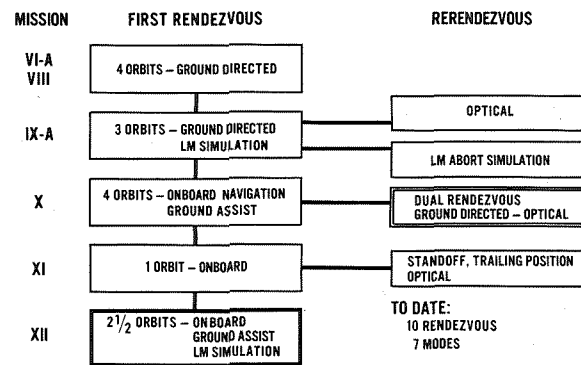 MISSION
FIRST RENDEZVOUS
RERENDEZVOUS
VI-A
VIII
4 ORBITS – GROUND DIRECTED
IX-A
3 ORBITS – GROUND DIRECTED
LM SIMULATION
OPTICAL
LM ABORT SIMULATION
X
4 ORBITS – ONBOARD NAVIGATION
GROUND ASSIST
DUAL RENDEZVOUS
GROUND DIRECTED – OPTICAL
XI
1 ORBIT – ONBOARD
STANDOFF, TRAILING POSITION
OPTICAL
XII
2 1/2 ORBITS – ONBOARD
GROUND ASSIST
LM SIMULATION
TO DATE:
10 RENDEZVOUS
7 MODES